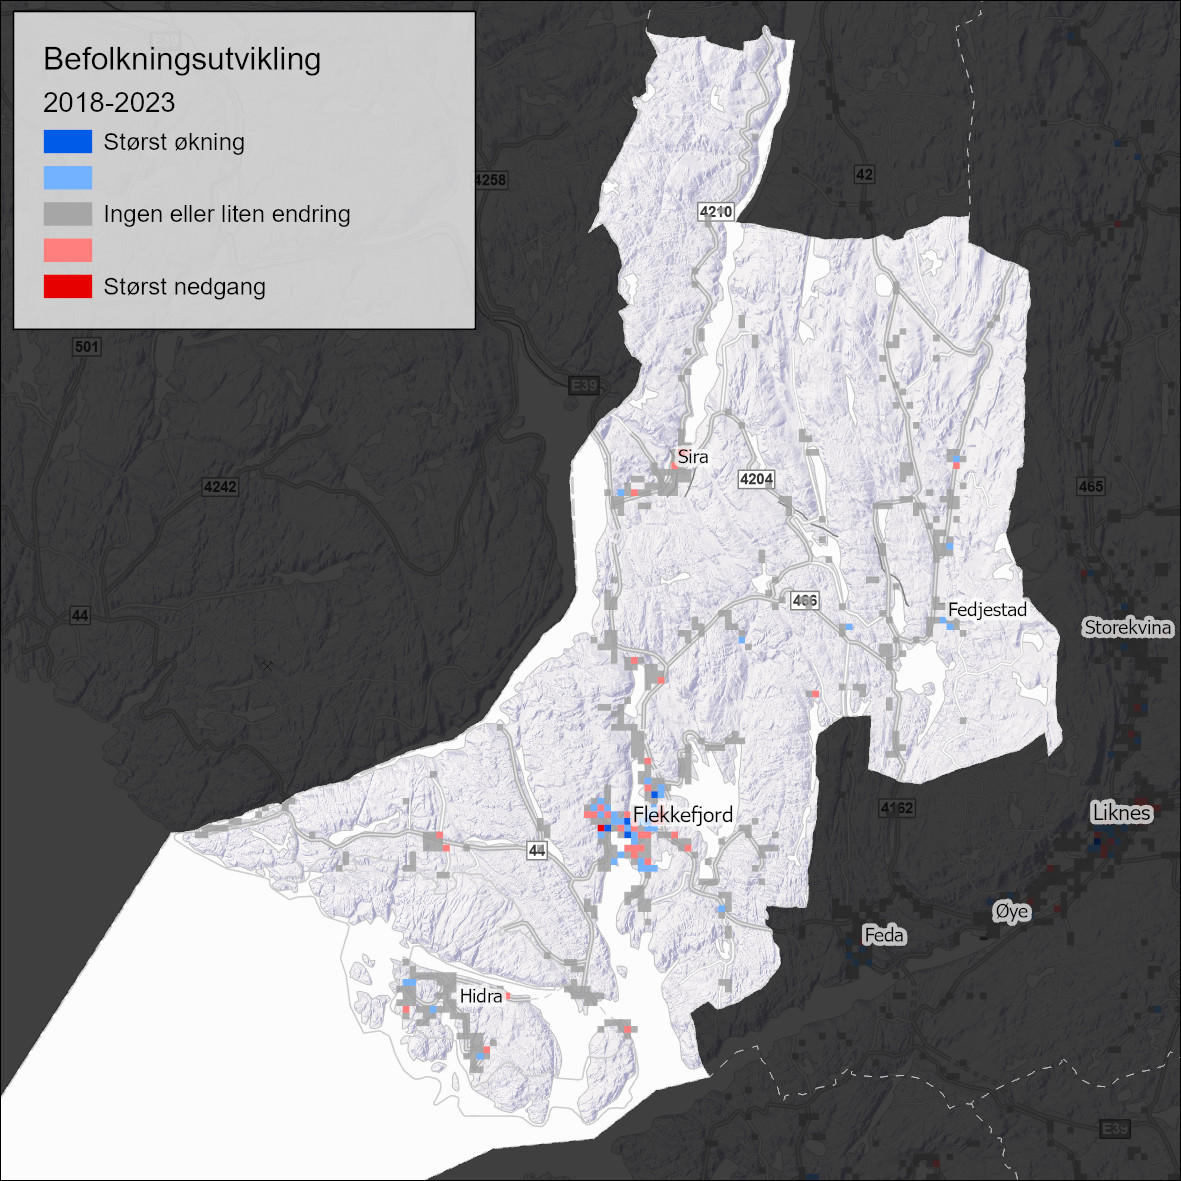 Befolkningsutvikling
2018-2023
Størst økning
Ingen eller liten endring
Størst nedgang
4258
42
4210
501
E39
Sira
4204
4242
465
44
466
Fedjestad
Storekvina
4162
Flekkefjord
Liknes
44
Øye
Feda
Hidra
E39